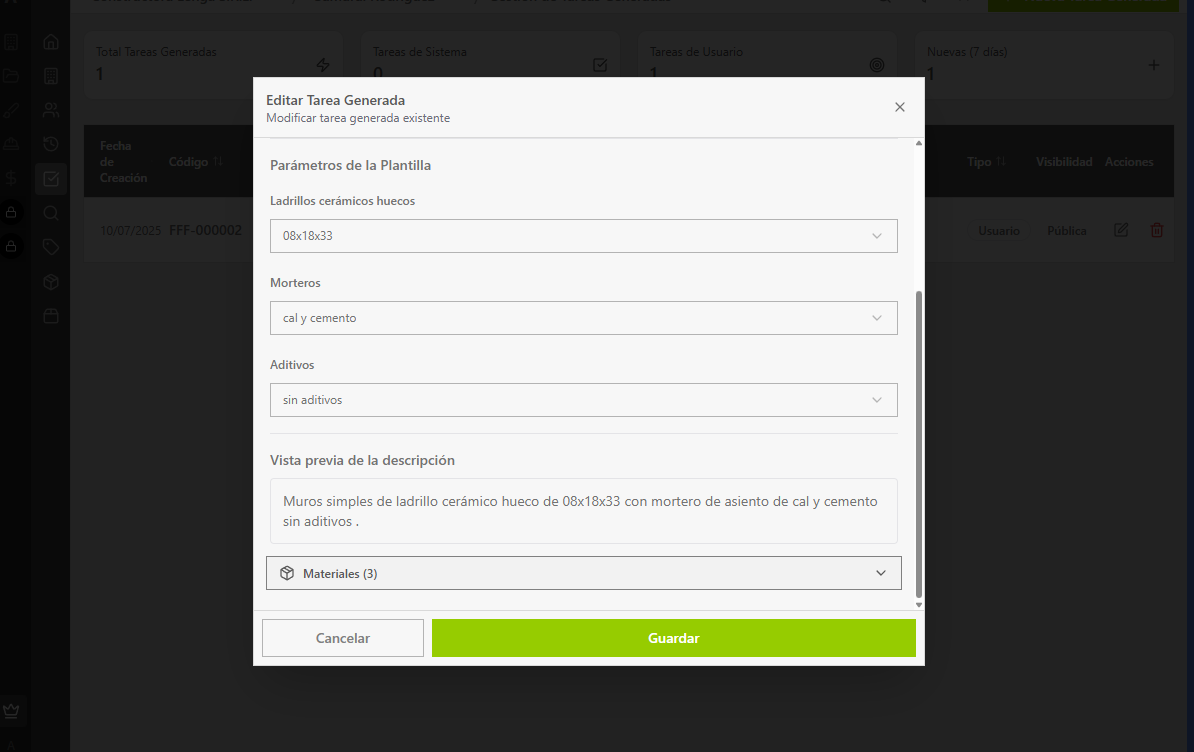 Total Tareas Generadas
1
Tareas de Sistema
0
Tareas de Usuario
1
Nuevas (7 días)
1
Editar Tarea Generada
Modificar tarea generada existente
Fecha de Creación
Código
Tipo
Visibilidad
Acciones
10/07/2025
FFF-000002
Usuario
Pública
Parámetros de la Plantilla
Ladrillos cerámicos huecos
08x18x33
Morteros
cal y cemento
Aditivos
sin aditivos
Vista previa de la descripción
Muros simples de ladrillo cerámico hueco de 08x18x33 con mortero de asiento de cal y cemento
sin aditivos .
Materiales (3)
Cancelar
Guardar